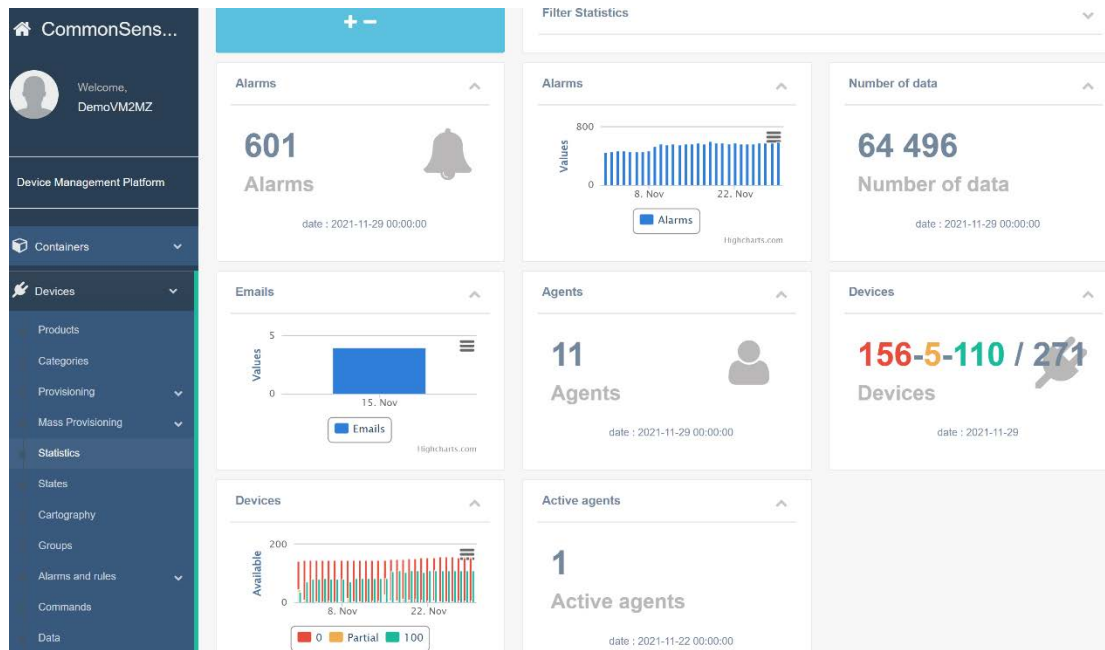 CommonSens...
Welcome,
DemoVM2MZ
Device Management Platform
Containers
Devices
Products
Categories
Provisioning
Mass Provisioning
Statistics
States
Cartography
Groups
Alarms and rules
Commands
Data
+ −
Filter Statistics
Alarms
601
Alarms
date : 2021-11-29 00:00:00
Alarms
800
Values
0
8. Nov 22. Nov
Alarms
Highcharts.com
Number of data
64 496
Number of data
date : 2021-11-29 00:00:00
Emails
5
Values
0
15. Nov
Emails
Highcharts.com
Agents
11
Agents
date : 2021-11-29 00:00:00
Devices
156-5-110 / 271
Devices
date : 2021-11-29
Devices
200
Available
0
8. Nov 22. Nov
0 Partial 100
Active agents
1
Active agents
date : 2021-11-22 00:00:00